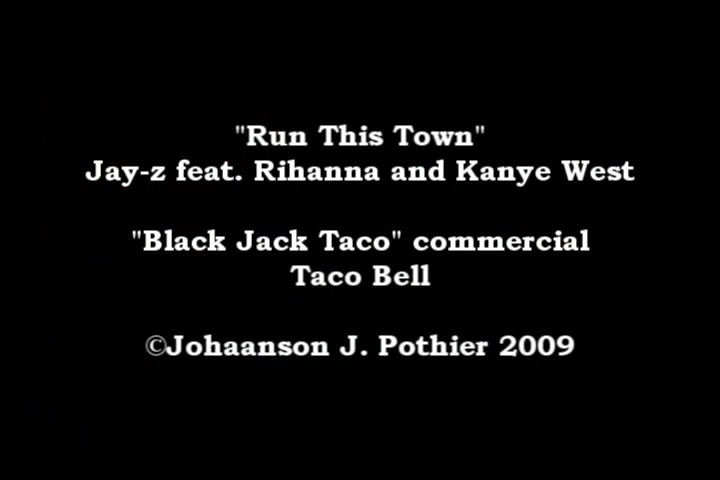 "Run This Town"
Jay-z feat. Rihanna and Kanye West
"Black Jack Taco" commercial
Taco Bell
©Johaanson J. Pothier 2009